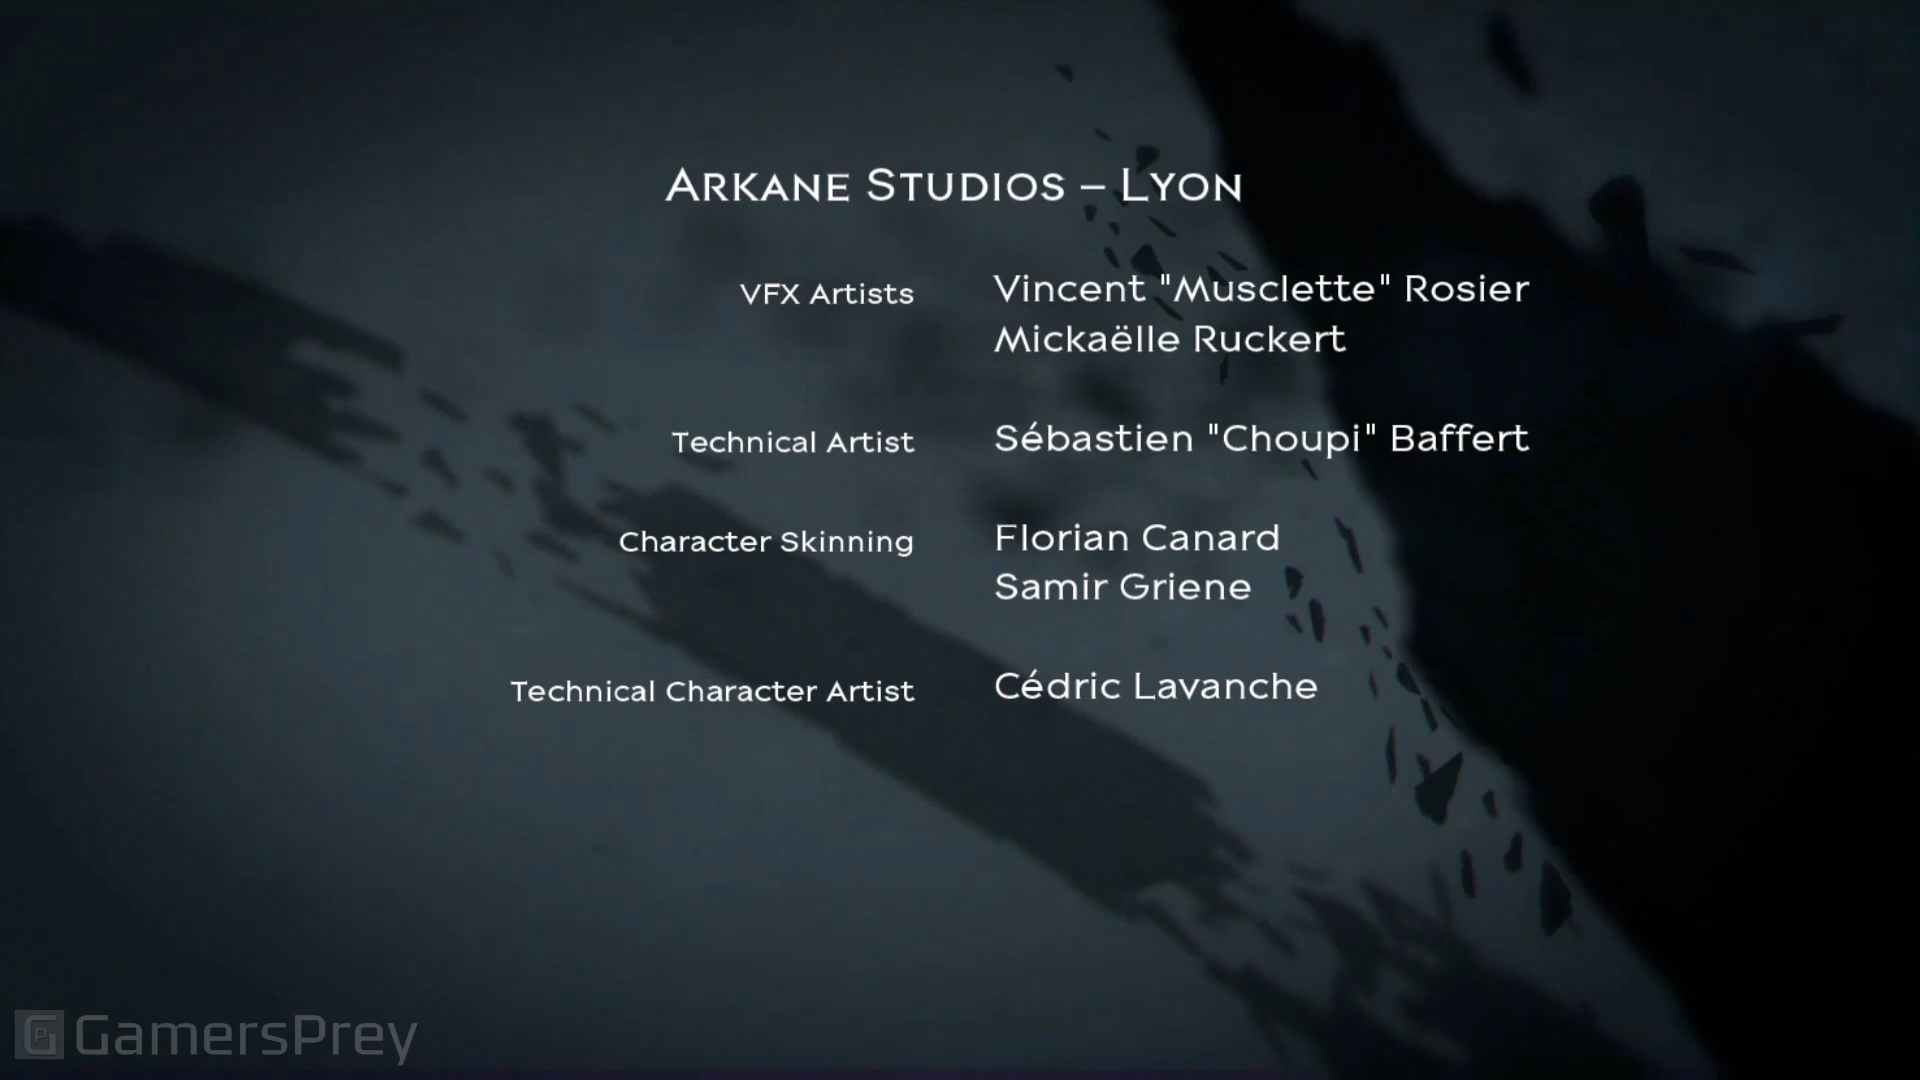 Arkane Studios – Lyon
VFX Artists Vincent "Musclette" Rosier
Mickaëlle Ruckert
Technical Artist Sébastien "Choupi" Baffert
Character Skinning Florian Canard
Samir Griene
Technical Character Artist Cédric Lavanche
GamersPrey